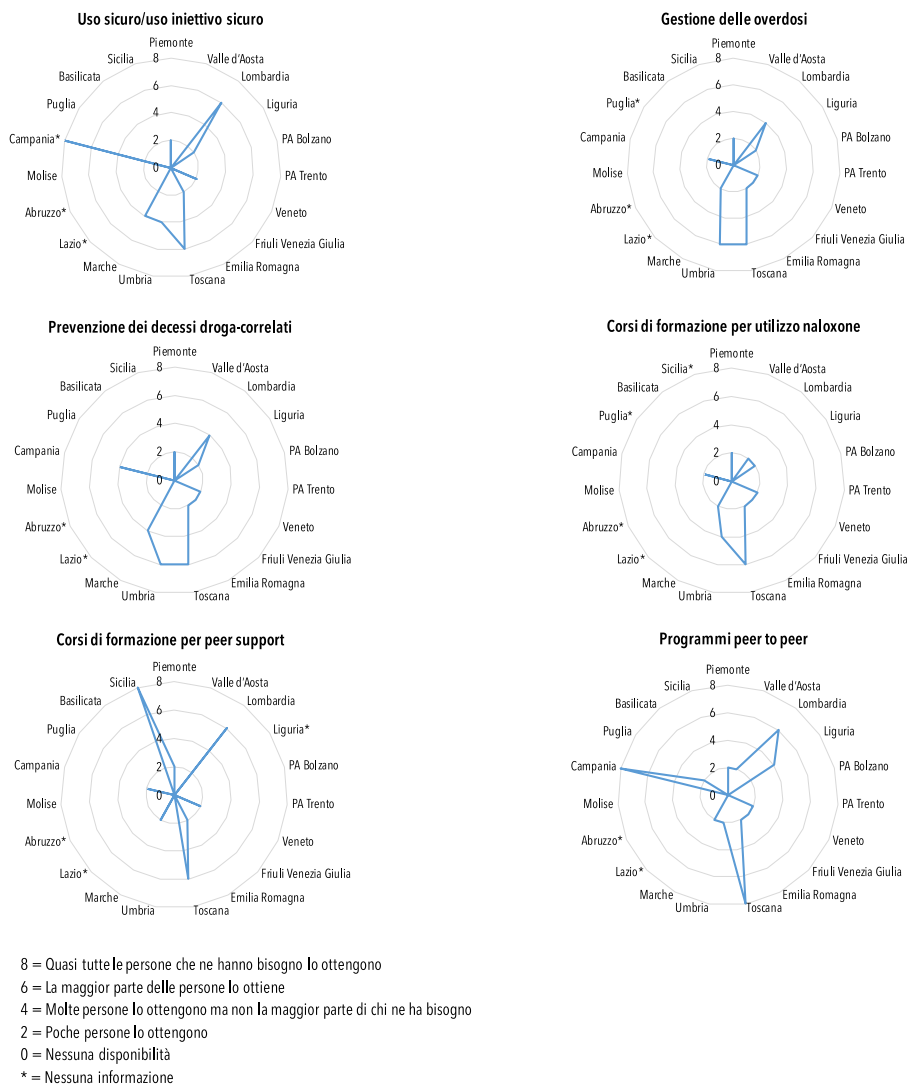 Uso sicuro/uso iniettivo sicuro
Piemonte
Valle d'Aosta
Lombardia
Liguria
PA Bolzano
PA Trento
Veneto
Friuli Venezia Giulia
Emilia Romagna
Toscana
Umbria
Marche
Lazio*
Abruzzo*
Molise
Campania*
Puglia
Basilicata
Sicilia
8
6
4
2
0
Gestione delle overdosi
Piemonte
Valle d'Aosta
Lombardia
Liguria
PA Bolzano
PA Trento
Veneto
Friuli Venezia Giulia
Emilia Romagna
Toscana
Umbria
Marche
Lazio*
Abruzzo*
Molise
Campania
Puglia*
Basilicata
Sicilia
8
6
4
2
0
Prevenzione dei decessi droga-correlati
Piemonte
Valle d'Aosta
Lombardia
Liguria
PA Bolzano
PA Trento
Veneto
Friuli Venezia Giulia
Emilia Romagna
Toscana
Umbria
Marche
Lazio*
Abruzzo*
Molise
Campania
Puglia
Basilicata
Sicilia
8
6
4
2
0
Corsi di formazione per utilizzo naloxone
Piemonte
Valle d'Aosta
Lombardia
Liguria
PA Bolzano
PA Trento
Veneto
Friuli Venezia Giulia
Emilia Romagna
Toscana
Umbria
Marche
Lazio*
Abruzzo*
Molise
Campania
Puglia*
Basilicata
Sicilia*
8
6
4
2
0
Corsi di formazione per peer support
Piemonte
Valle d'Aosta
Lombardia
Liguria*
PA Bolzano
PA Trento
Veneto
Friuli Venezia Giulia
Emilia Romagna
Toscana
Umbria
Marche
Lazio*
Abruzzo*
Molise
Campania
Puglia
Basilicata
Sicilia
8
6
4
2
0
Programmi peer to peer
Piemonte
Valle d'Aosta
Lombardia
Liguria
PA Bolzano
PA Trento
Veneto
Friuli Venezia Giulia
Emilia Romagna
Toscana
Umbria
Marche
Lazio*
Abruzzo*
Molise
Campania
Puglia
Basilicata
Sicilia
8
6
4
2
0
8 = Quasi tutte le persone che ne hanno bisogno lo ottengono
6 = La maggior parte delle persone lo ottiene
4 = Molte persone lo ottengono ma non la maggior parte di chi ne ha bisogno
2 = Poche persone lo ottengono
0 = Nessuna disponibilità
* = Nessuna informazione